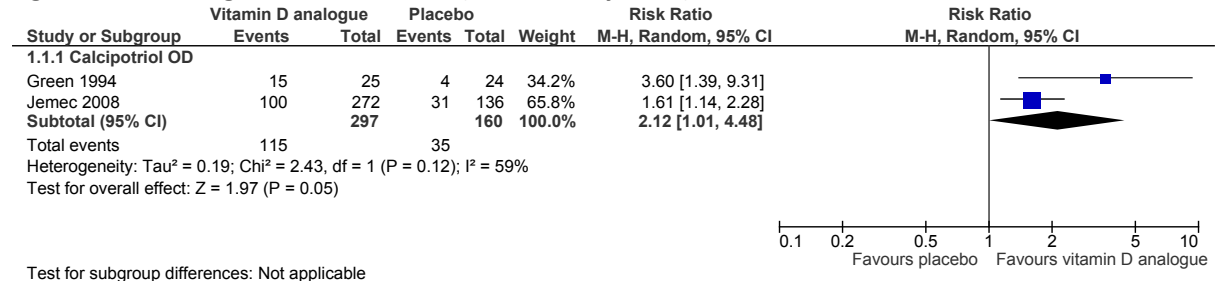 Vitamin D analogue Placebo Risk Ratio Risk Ratio
Study or Subgroup Events Total Events Total Weight M-H, Random, 95% CI M-H, Random, 95% CI
1.1.1 Calcipotriol OD
Green 1994 15 25 4 24 34.2% 3.60 [1.39, 9.31]
Jemec 2008 100 272 31 136 65.8% 1.61 [1.14, 2.28]
Subtotal (95% CI) 297 160 100.0% 2.12 [1.01, 4.48]
Total events 115 35
Heterogeneity: Tau² = 0.19; Chi² = 2.43, df = 1 (P = 0.12); I² = 59%
Test for overall effect: Z = 1.97 (P = 0.05)
0.1 0.2 0.5 1 2 5 10
Favours placebo Favours vitamin D analogue
Test for subgroup differences: Not applicable